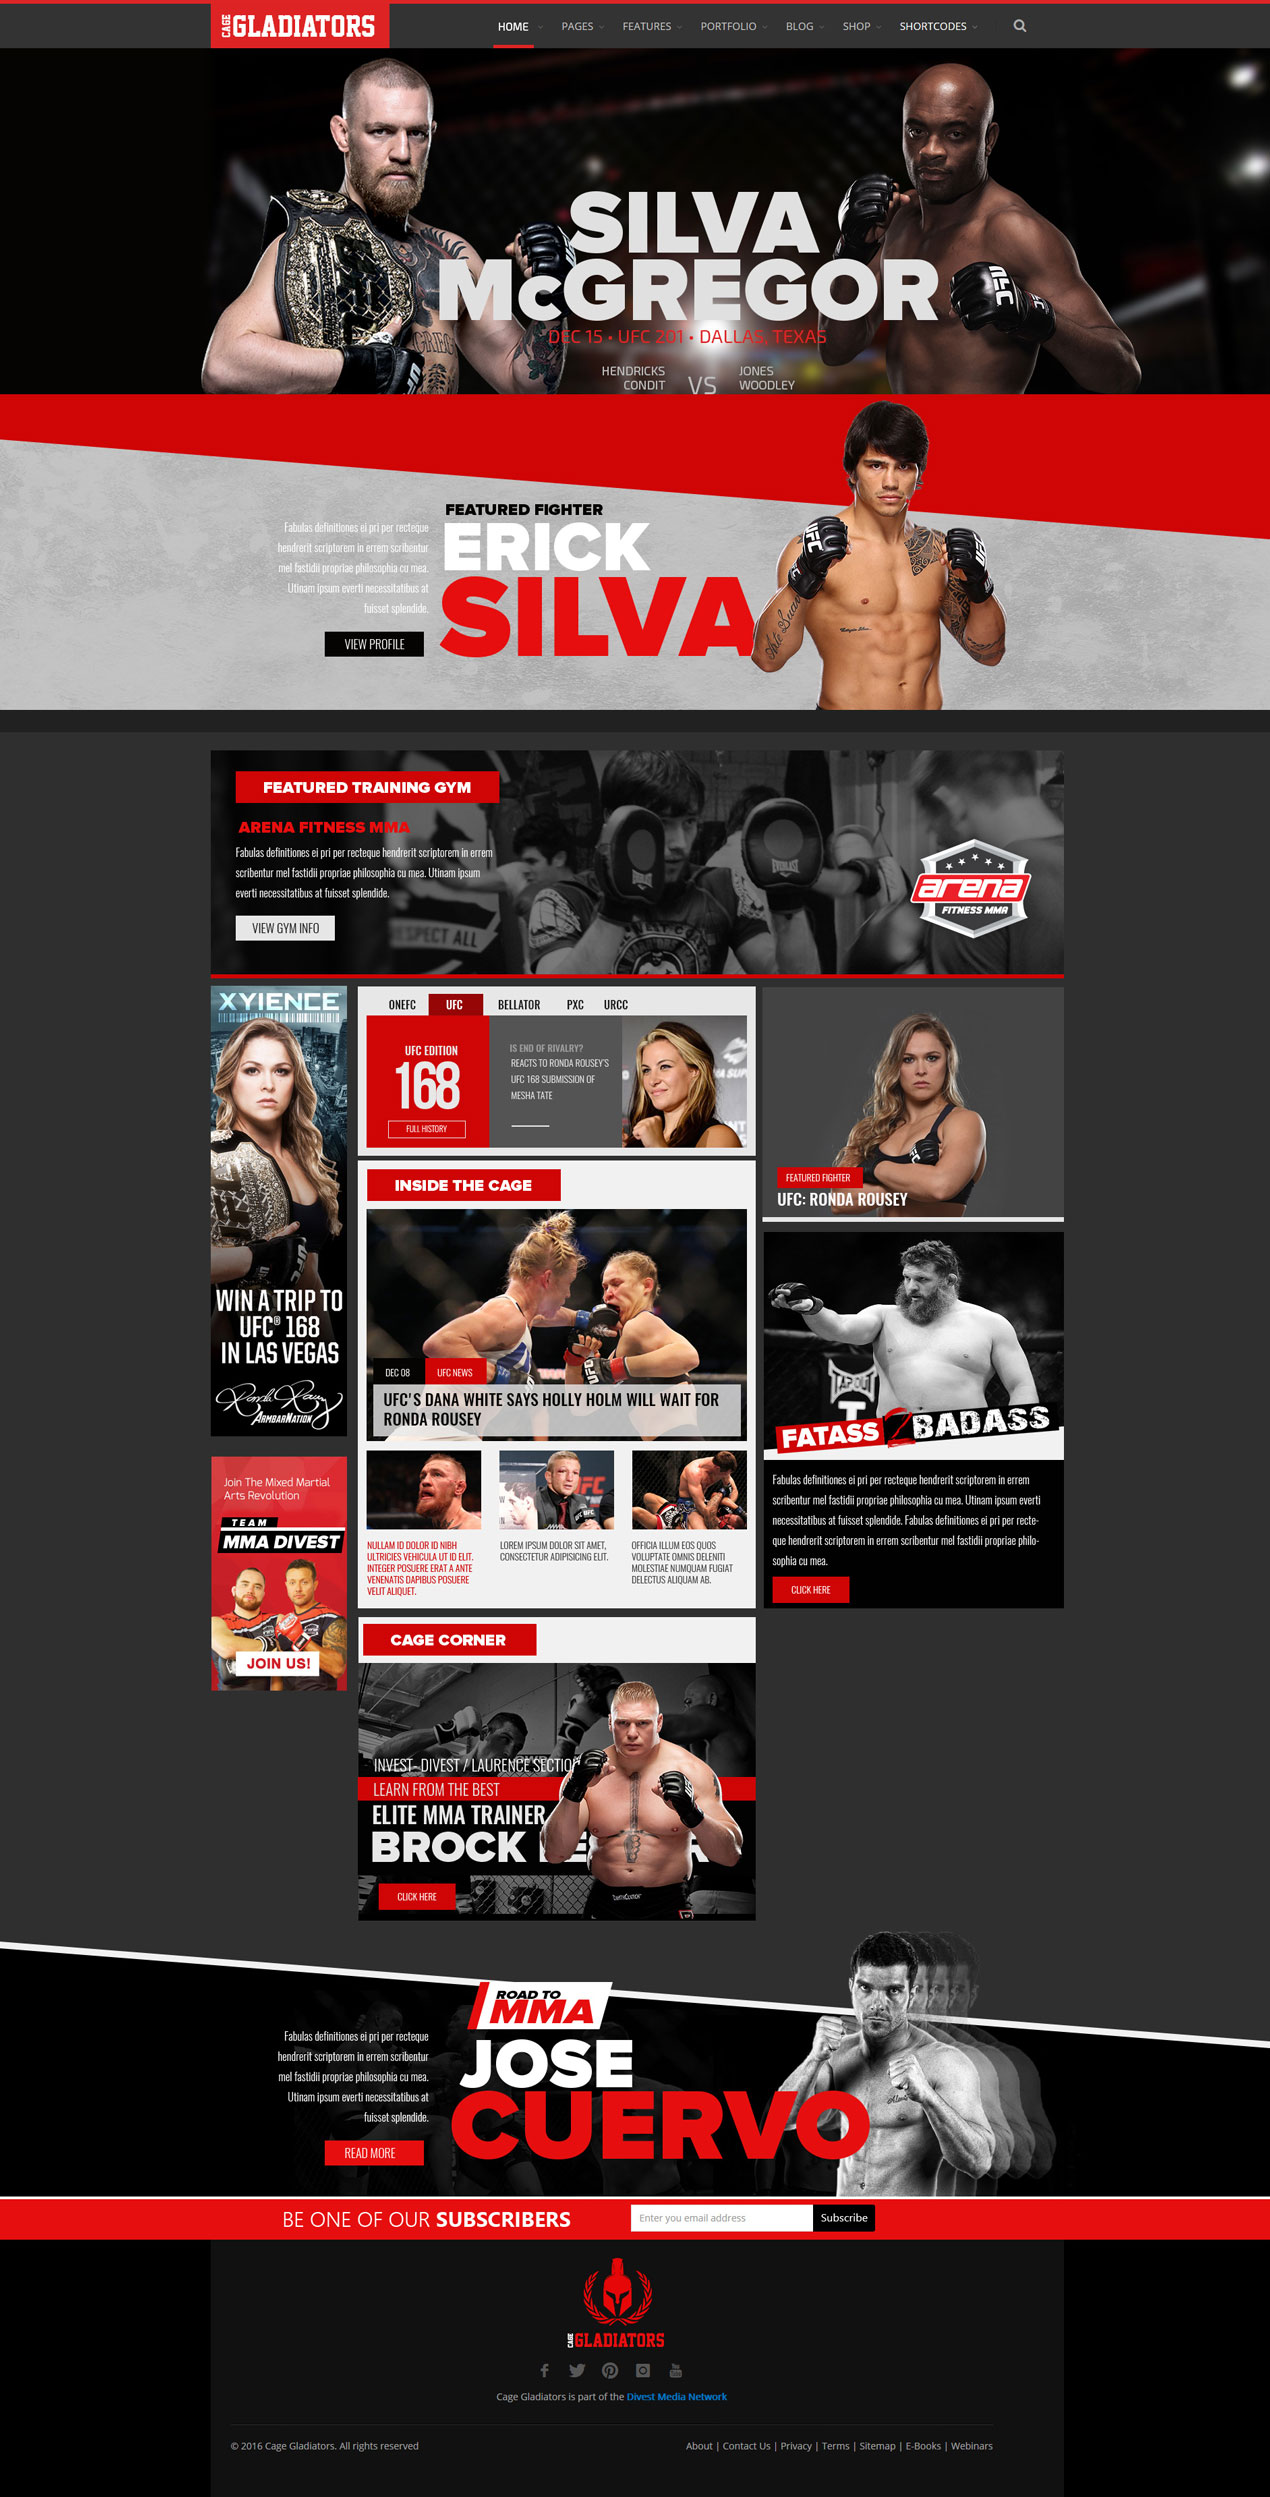 CAGE GLADIATORS
HOME PAGES FEATURES PORTFOLIO BLOG SHOP SHORTCODES
SILVA
McGREGOR
DEC 15 • UFC 201 • DALLAS, TEXAS
HENDRICKS
CONDIT
VS
JONES
WOODLEY
FEATURED FIGHTER
ERICK
SILVA
Fabulas definitiones ei pri per recteque
hendrerit scriptorem in errem scribentur
mel fastidii propriae philosophia cu mea.
Utinam ipsum everti necessitatibus at
fuisset splendide.
VIEW PROFILE
FEATURED TRAINING GYM
ARENA FITNESS MMA
Fabulas definitiones ei pri per recteque hendrerit scriptorem in errem
scribentur mel fastidii propriae philosophia cu mea. Utinam ipsum
everti necessitatibus at fuisset splendide.
VIEW GYM INFO
RESPECT ALL
EVERLAST
arena
FITNESS MMA
XYIENCE
WIN A TRIP TO
UFC® 168
IN LAS VEGAS
Ronda Rousey
ARMBARNATION
Join The Mixed Martial
Arts Revolution
TEAM
MMA DIVEST
JOIN US!
ONEFC UFC BELLATOR PXC URCC
UFC EDITION
168
FULL HISTORY
IS END OF RIVALRY?
REACTS TO RONDA ROUSEY'S
UFC 168 SUBMISSION OF
MESHA TATE
INSIDE THE CAGE
DEC 08 UFC NEWS
UFC'S DANA WHITE SAYS HOLLY HOLM WILL WAIT FOR
RONDA ROUSEY
NULLAM ID DOLOR ID NIBH
ULTRICIES VEHICULA UT ID ELIT.
INTEGER POSUERE ERAT A ANTE
VENENATIS DAPIBUS POSUERE
VELIT ALIQUET.
LOREM IPSUM DOLOR SIT AMET,
CONSECTETUR ADIPISICING ELIT.
OFFICIA ILLUM EOS QUOS
VOLUPTATE OMNIS DELENITI
MOLESTIAE NUMQUAM FUGIAT
DELECTUS ALIQUAM AB.
CAGE CORNER
INVEST- DIVEST / LAURENCE SECTION
LEARN FROM THE BEST
ELITE MMA TRAINER
BROCK
CLICK HERE
FEATURED FIGHTER
UFC: RONDA ROUSEY
TAPOUT
FATASS 2 BADASS
Fabulas definitiones ei pri per recteque hendrerit scriptorem in errem
scribentur mel fastidii propriae philosophia cu mea. Utinam ipsum everti
necessitatibus at fuisset splendide. Fabulas definitiones ei pri per recte-
que hendrerit scriptorem in errem scribentur mel fastidii propriae philo-
sophia cu mea.
CLICK HERE
ROAD TO
MMA
JOSE
CUERVO
Fabulas definitiones ei pri per recteque
hendrerit scriptorem in errem scribentur
mel fastidii propriae philosophia cu mea.
Utinam ipsum everti necessitatibus at
fuisset splendide.
READ MORE
BE ONE OF OUR SUBSCRIBERS
Enter you email address
Subscribe
CAGE GLADIATORS
Cage Gladiators is part of the Divest Media Network
© 2016 Cage Gladiators. All rights reserved
About | Contact Us | Privacy | Terms | Sitemap | E-Books | Webinars